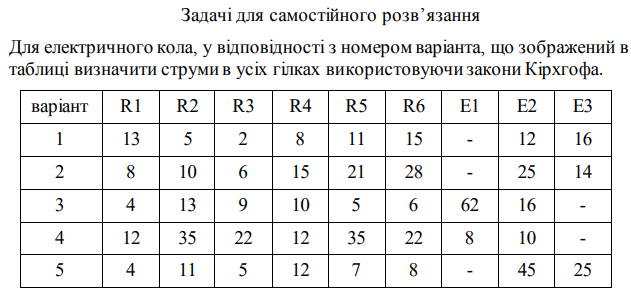 Задачі для самостійного розв’язання
Для електричного кола, у відповідності з номером варіанта, що зображений в
таблиці визначити струми в усіх гілках використовуючи закони Кірхгофа.
варіант R1 R2 R3 R4 R5 R6 E1 E2 E3
1 13 5 2 8 11 15 - 12 16
2 8 10 6 15 21 28 - 25 14
3 4 13 9 10 5 6 62 16 -
4 12 35 22 12 35 22 8 10 -
5 4 11 5 12 7 8 - 45 25